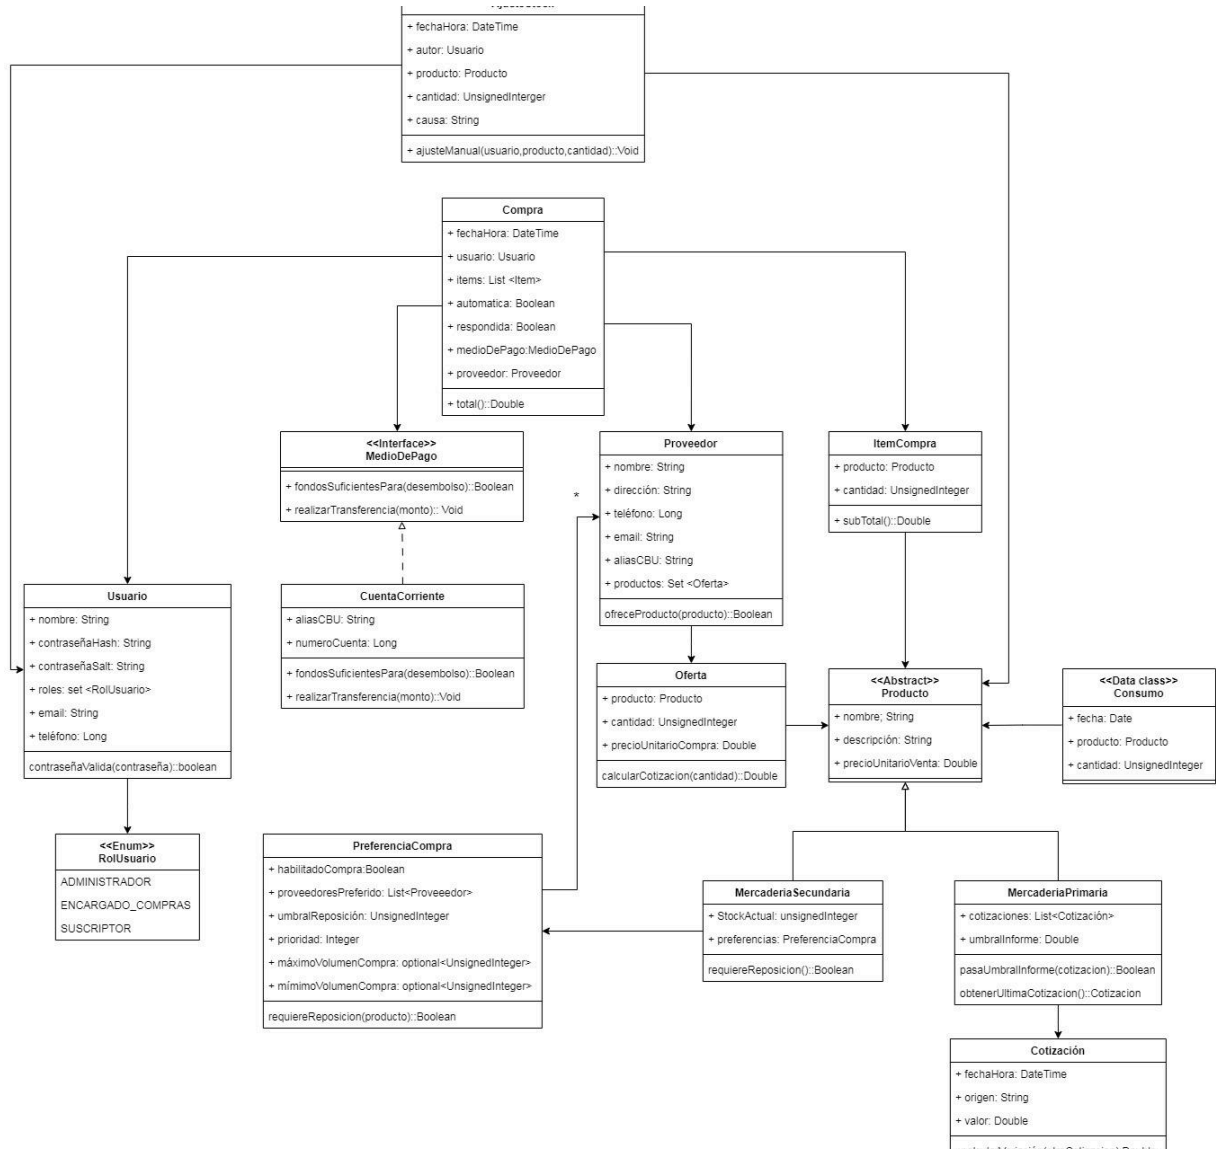 + fechaHora: DateTime
+ autor: Usuario
+ producto: Producto
+ cantidad: UnsignedInterger
+ causa: String
+ ajusteManual(usuario,producto,cantidad)::Void
Compra
+ fechaHora: DateTime
+ usuario: Usuario
+ items: List <Item>
+ automatica: Boolean
+ respondida: Boolean
+ medioDePago:MedioDePago
+ proveedor: Proveedor
+ total()::Double
<<Interface>>
MedioDePago
+ fondosSuficientesPara(desembolso)::Boolean
+ realizarTransferencia(monto):: Void
Proveedor
+ nombre: String
+ dirección: String
+ teléfono: Long
+ email: String
+ aliasCBU: String
+ productos: Set <Oferta>
ofreceProducto(producto)::Boolean
ItemCompra
+ producto: Producto
+ cantidad: UnsignedInteger
+ subTotal()::Double
*
Usuario
+ nombre: String
+ contraseñaHash: String
+ contraseñaSalt: String
+ roles: set <RolUsuario>
+ email: String
+ teléfono: Long
contraseñaValida(contraseña)::boolean
CuentaCorriente
+ aliasCBU: String
+ numeroCuenta: Long
+ fondosSuficientesPara(desembolso)::Boolean
+ realizarTransferencia(monto)::Void
Oferta
+ producto: Producto
+ cantidad: UnsignedInteger
+ precioUnitarioCompra: Double
calcularCotizacion(cantidad)::Double
<<Abstract>>
Producto
+ nombre; String
+ descripción: String
+ precioUnitarioVenta: Double
<<Data class>>
Consumo
+ fecha: Date
+ producto: Producto
+ cantidad: UnsignedInteger
<<Enum>>
RolUsuario
ADMINISTRADOR
ENCARGADO_COMPRAS
SUSCRIPTOR
PreferenciaCompra
+ habilitadoCompra:Boolean
+ proveedoresPreferido: List<Proveeedor>
+ umbralReposición: UnsignedInteger
+ prioridad: Integer
+ máximoVolumenCompra: optional<UnsignedInteger>
+ mímimoVolumenCompra: optional<UnsignedInteger>
requiereReposicion(producto)::Boolean
MercaderiaSecundaria
+ StockActual: unsignedInteger
+ preferencias: PreferenciaCompra
requiereReposicion()::Boolean
MercaderiaPrimaria
+ cotizaciones: List<Cotización>
+ umbralInforme: Double
pasaUmbralInforme(cotizacion)::Boolean
obtenerUltimaCotizacion()::Cotizacion
Cotización
+ fechaHora: DateTime
+ origen: String
+ valor: Double